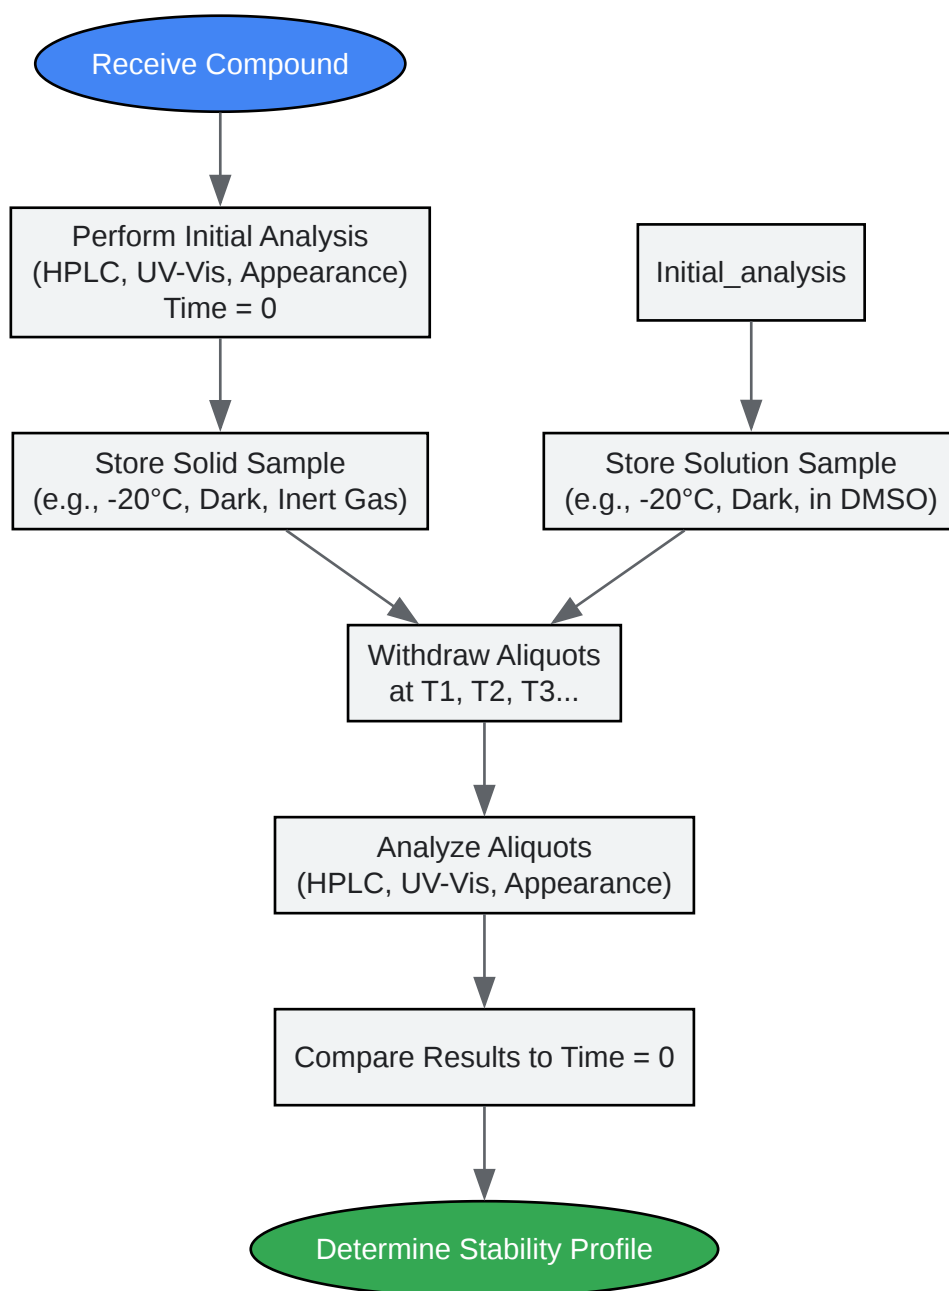 Receive Compound
Perform Initial Analysis
(HPLC, UV-Vis, Appearance)
Time = 0
Initial_analysis
Store Solid Sample
(e.g., -20°C, Dark, Inert Gas)
Store Solution Sample
(e.g., -20°C, Dark, in DMSO)
Withdraw Aliquots
at T1, T2, T3...
Analyze Aliquots
(HPLC, UV-Vis, Appearance)
Compare Results to Time = 0
Determine Stability Profile